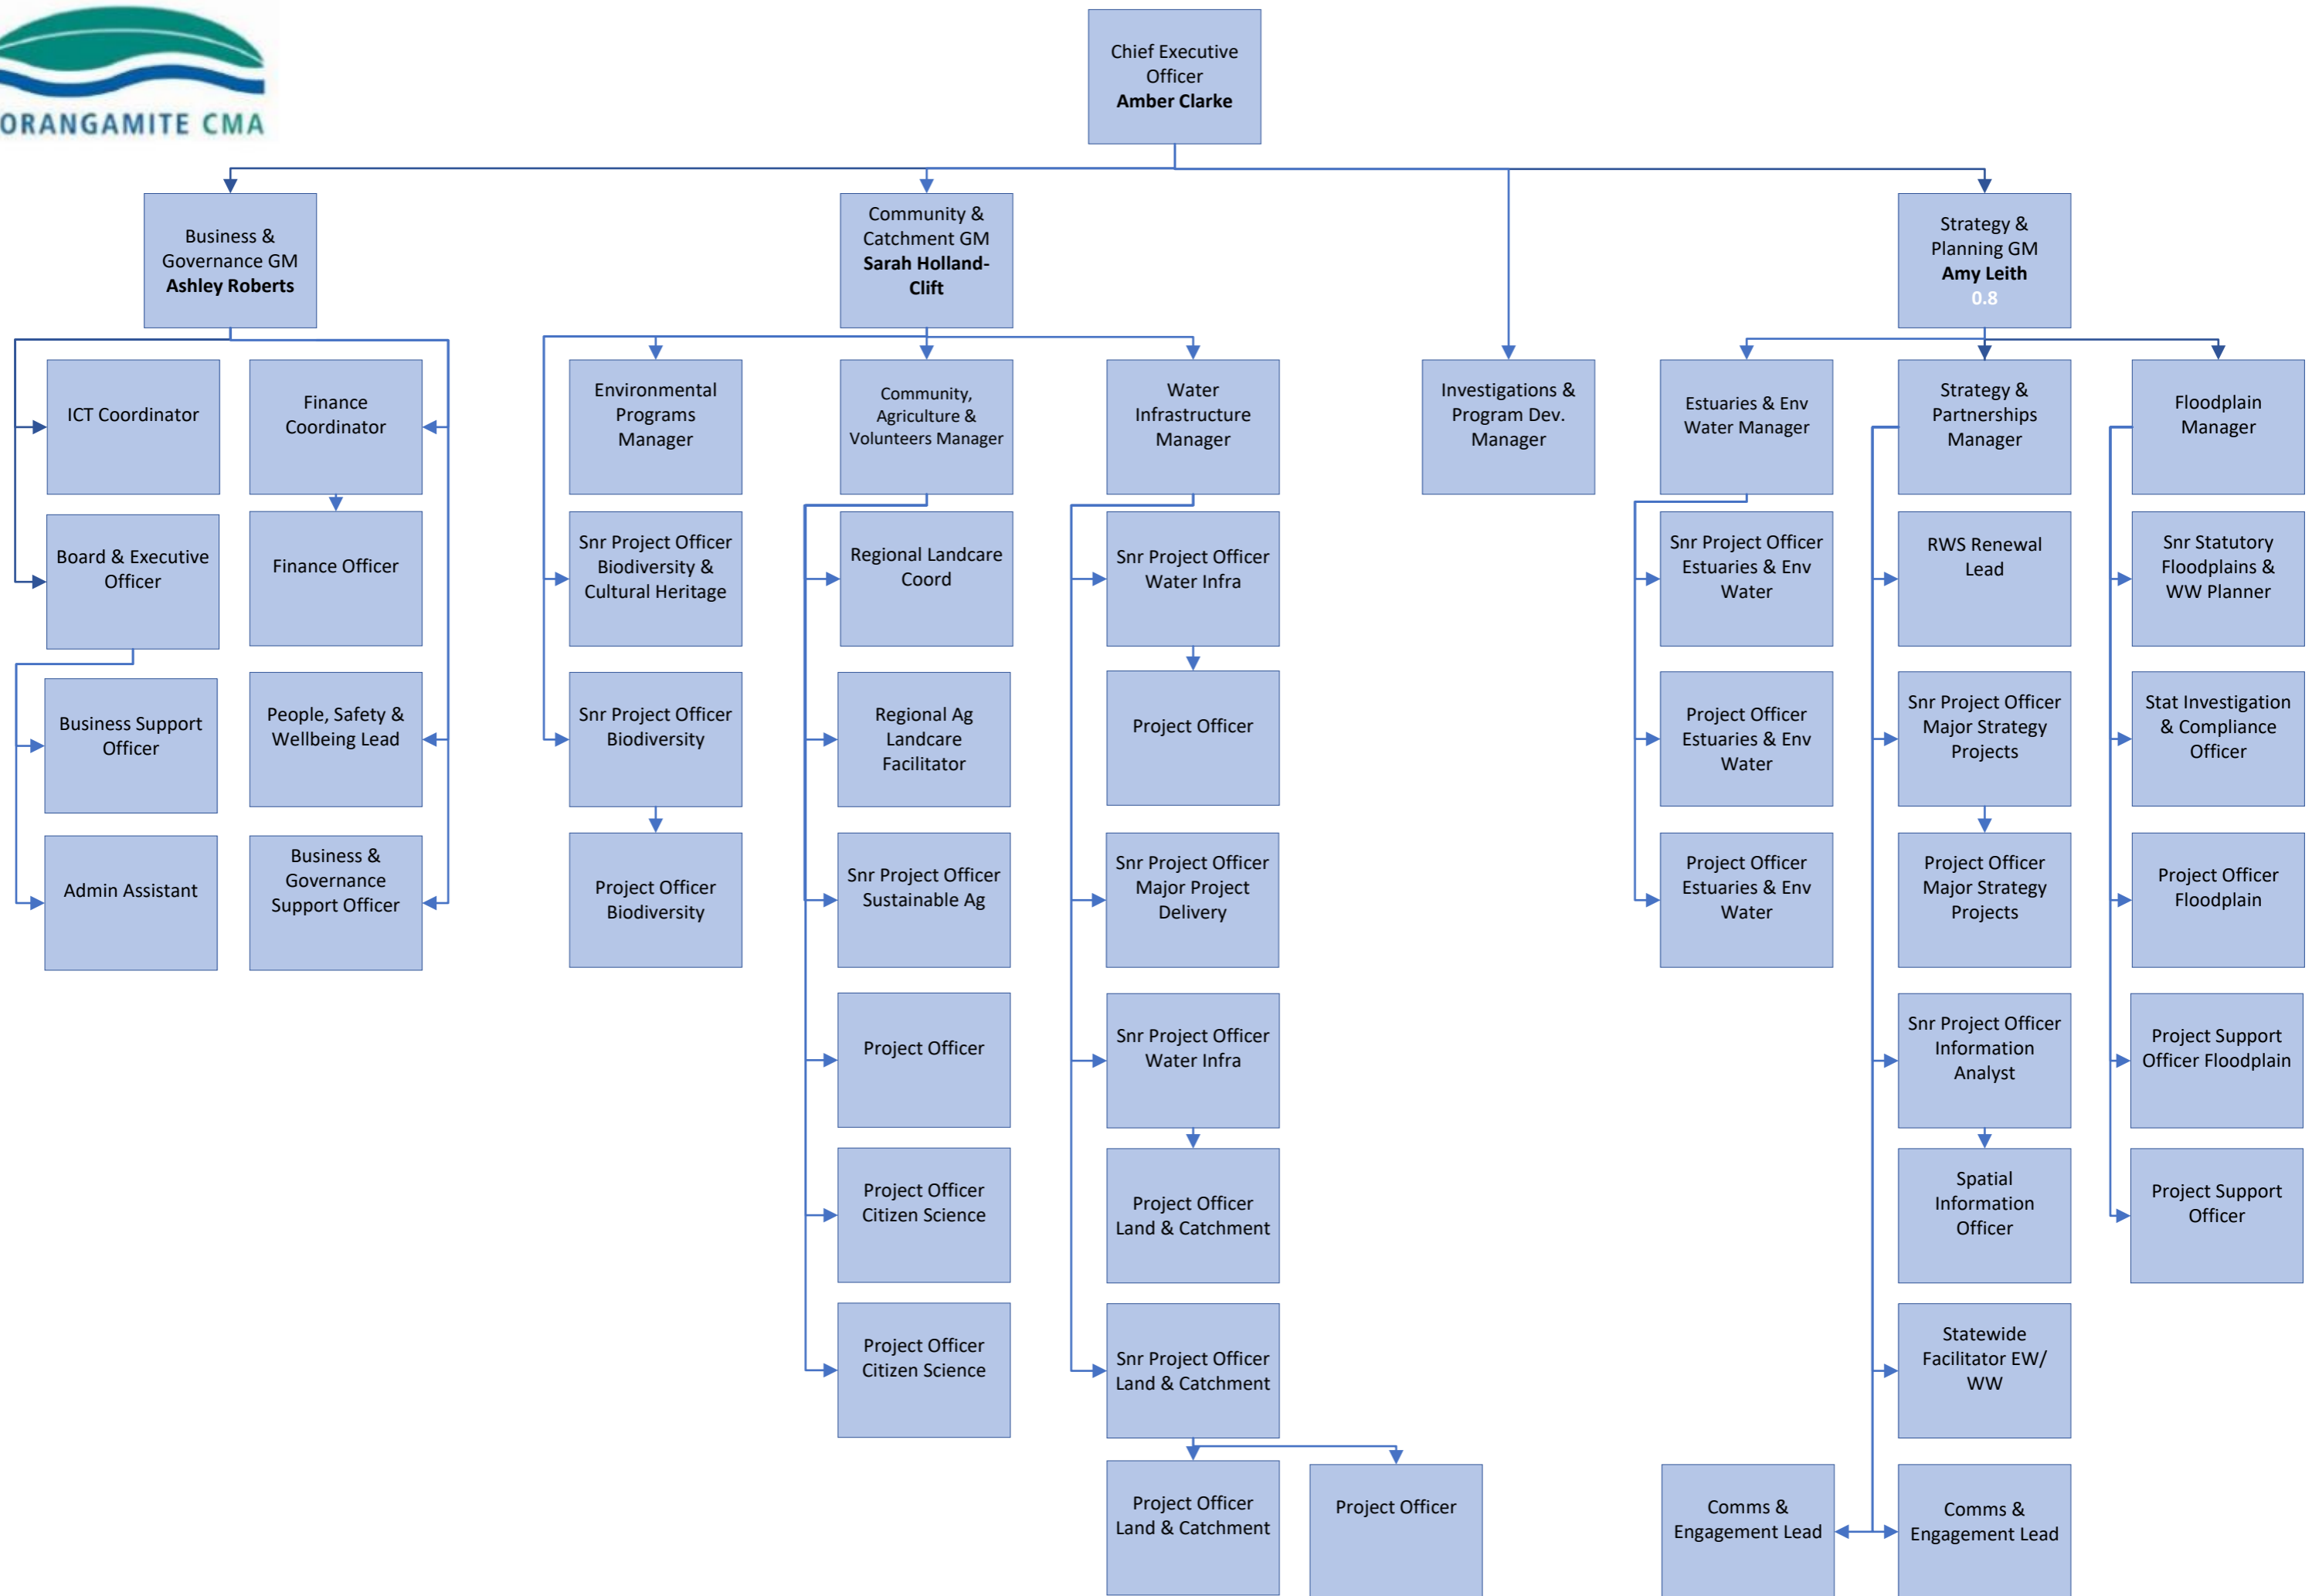 ORANGAMITE CMA
Chief Executive
Officer
Amber Clarke
Business &
Governance GM
Ashley Roberts
Community &
Catchment GM
Sarah Holland-
Clift
Strategy &
Planning GM
Amy Leith
0.8
ICT Coordinator
Finance
Coordinator
Environmental
Programs
Manager
Community,
Agriculture &
Volunteers Manager
Water
Infrastructure
Manager
Investigations &
Program Dev.
Manager
Estuaries & Env
Water Manager
Strategy &
Partnerships
Manager
Floodplain
Manager
Board & Executive
Officer
Finance Officer
Snr Project Officer
Biodiversity &
Cultural Heritage
Regional Landcare
Coord
Snr Project Officer
Water Infra
Snr Project Officer
Estuaries & Env
Water
RWS Renewal
Lead
Snr Statutory
Floodplains &
WW Planner
Business Support
Officer
People, Safety &
Wellbeing Lead
Snr Project Officer
Biodiversity
Regional Ag
Landcare
Facilitator
Project Officer
Project Officer
Estuaries & Env
Water
Snr Project Officer
Major Strategy
Projects
Stat Investigation
& Compliance
Officer
Admin Assistant
Business &
Governance
Support Officer
Project Officer
Biodiversity
Snr Project Officer
Sustainable Ag
Snr Project Officer
Major Project
Delivery
Project Officer
Estuaries & Env
Water
Project Officer
Major Strategy
Projects
Project Officer
Floodplain
Project Officer
Snr Project Officer
Water Infra
Snr Project Officer
Information
Analyst
Project Support
Officer Floodplain
Project Officer
Citizen Science
Project Officer
Land & Catchment
Spatial
Information
Officer
Project Support
Officer
Project Officer
Citizen Science
Snr Project Officer
Land & Catchment
Statewide
Facilitator EW/
WW
Project Officer
Land & Catchment
Project Officer
Comms &
Engagement Lead
Comms &
Engagement Lead